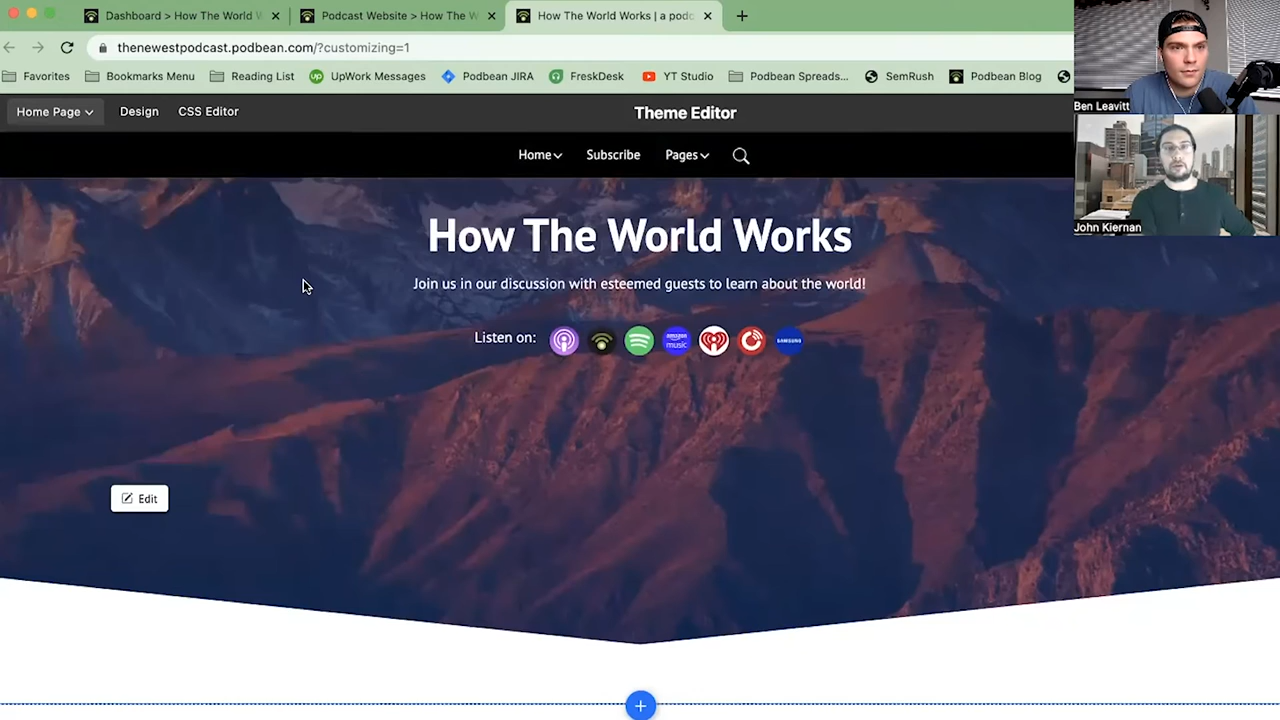 Dashboard > How The World W
Podcast Website > How The W
How The World Works | a podc
thenewestpodcast.podbean.com/?customizing=1
Favorites
Bookmarks Menu
Reading List
UpWork Messages
Podbean JIRA
FreskDesk
YT Studio
Podbean Spreads...
SemRush
Podbean Blog
Ben Leavitt
Home Page
Design
CSS Editor
Theme Editor
Home
Subscribe
Pages
John Kiernan
How The World Works
Join us in our discussion with esteemed guests to learn about the world!
Listen on:
amazon
music
SAMSUNG
Edit